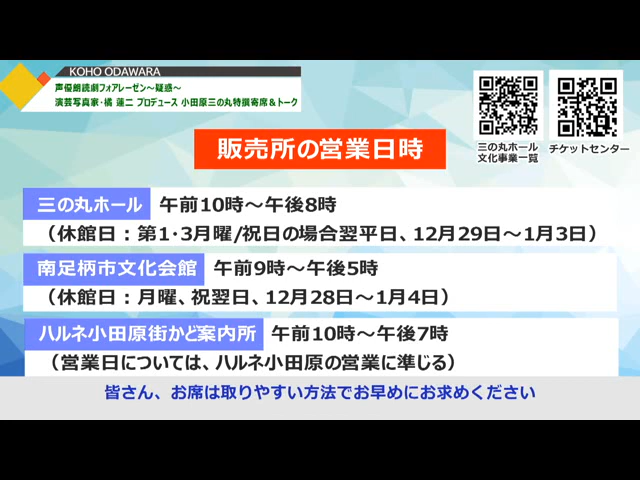 KOHO ODAWARA
声優朗読劇フォアレーゼン～疑惑～
演芸写真家・橘 蓮二 プロデュース 小田原三の丸特撰寄席＆トーク
三の丸ホール
文化事業一覧
チケットセンター
販売所の営業日時
三の丸ホール 午前10時～午後8時
（休館日：第1・3月曜/祝日の場合翌平日、12月29日～1月3日）
南足柄市文化会館 午前9時～午後5時
（休館日：月曜、祝翌日、12月28日～1月4日）
ハルネ小田原街かど案内所 午前10時～午後7時
（営業日については、ハルネ小田原の営業に準じる）
皆さん、お席は取りやすい方法でお早めにお求めください